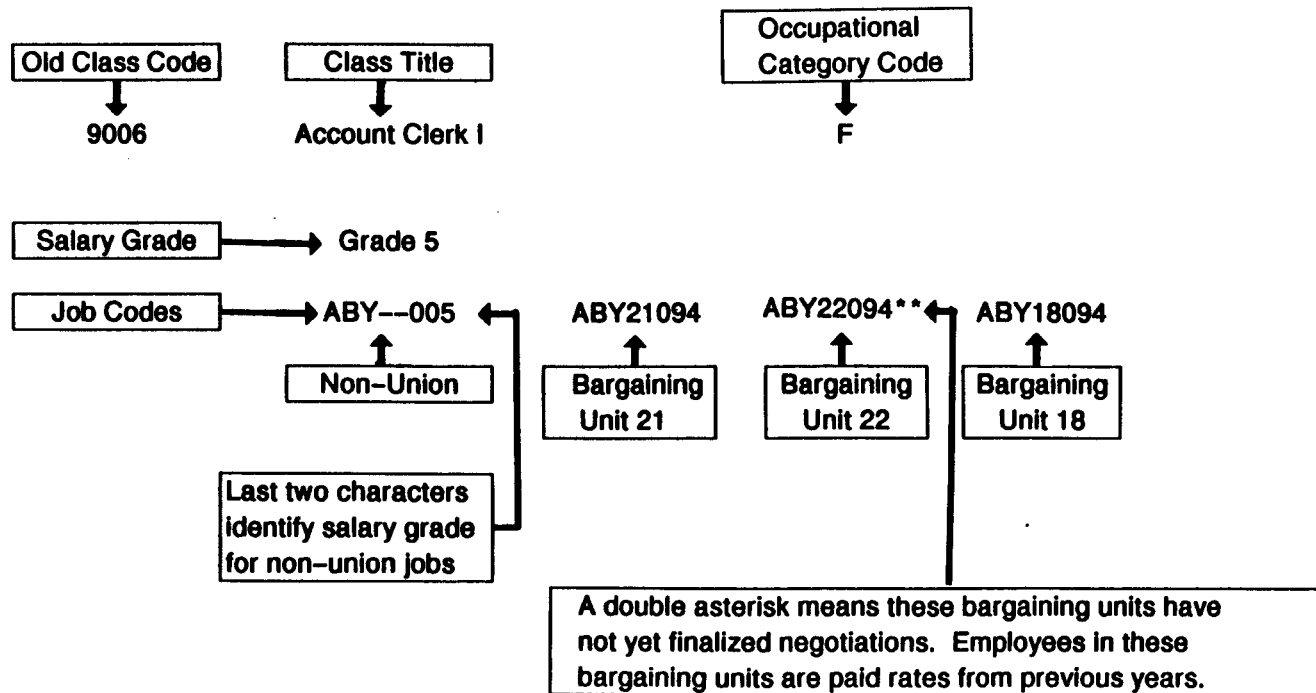 Old Class Code
Class Title
Occupational
Category Code
9006
Account Clerk I
F
Salary Grade
Grade 5
Job Codes
ABY--005
ABY21094
ABY22094**
ABY18094
Non-Union
Bargaining
Unit 21
Bargaining
Unit 22
Bargaining
Unit 18
Last two characters
identify salary grade
for non-union jobs
A double asterisk means these bargaining units have
not yet finalized negotiations. Employees in these
bargaining units are paid rates from previous years.